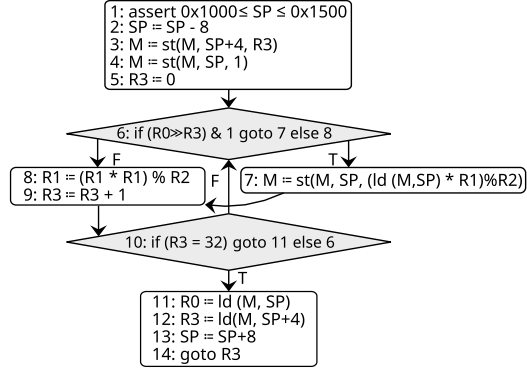 1: assert 0x1000≤ SP ≤ 0x1500
2: SP ≔ SP - 8
3: M ≔ st(M, SP+4, R3)
4: M ≔ st(M, SP, 1)
5: R3 ≔ 0
6: if (R0≫R3) & 1 goto 7 else 8
F
T
8: R1 ≔ (R1 * R1) % R2
9: R3 ≔ R3 + 1
F
7: M ≔ st(M, SP, (ld (M,SP) * R1)%R2)
10: if (R3 = 32) goto 11 else 6
T
11: R0 ≔ ld (M, SP)
12: R3 ≔ ld(M, SP+4)
13: SP ≔ SP+8
14: goto R3